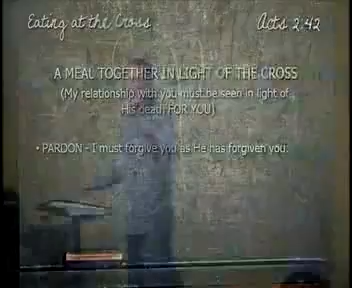 Eating at the Cross
Acts 2:42
A MEAL TOGETHER IN LIGHT OF THE CROSS
(My relationship with you must be seen in light of
His death FOR YOU)
• PARDON - I must forgive you as He has forgiven you.